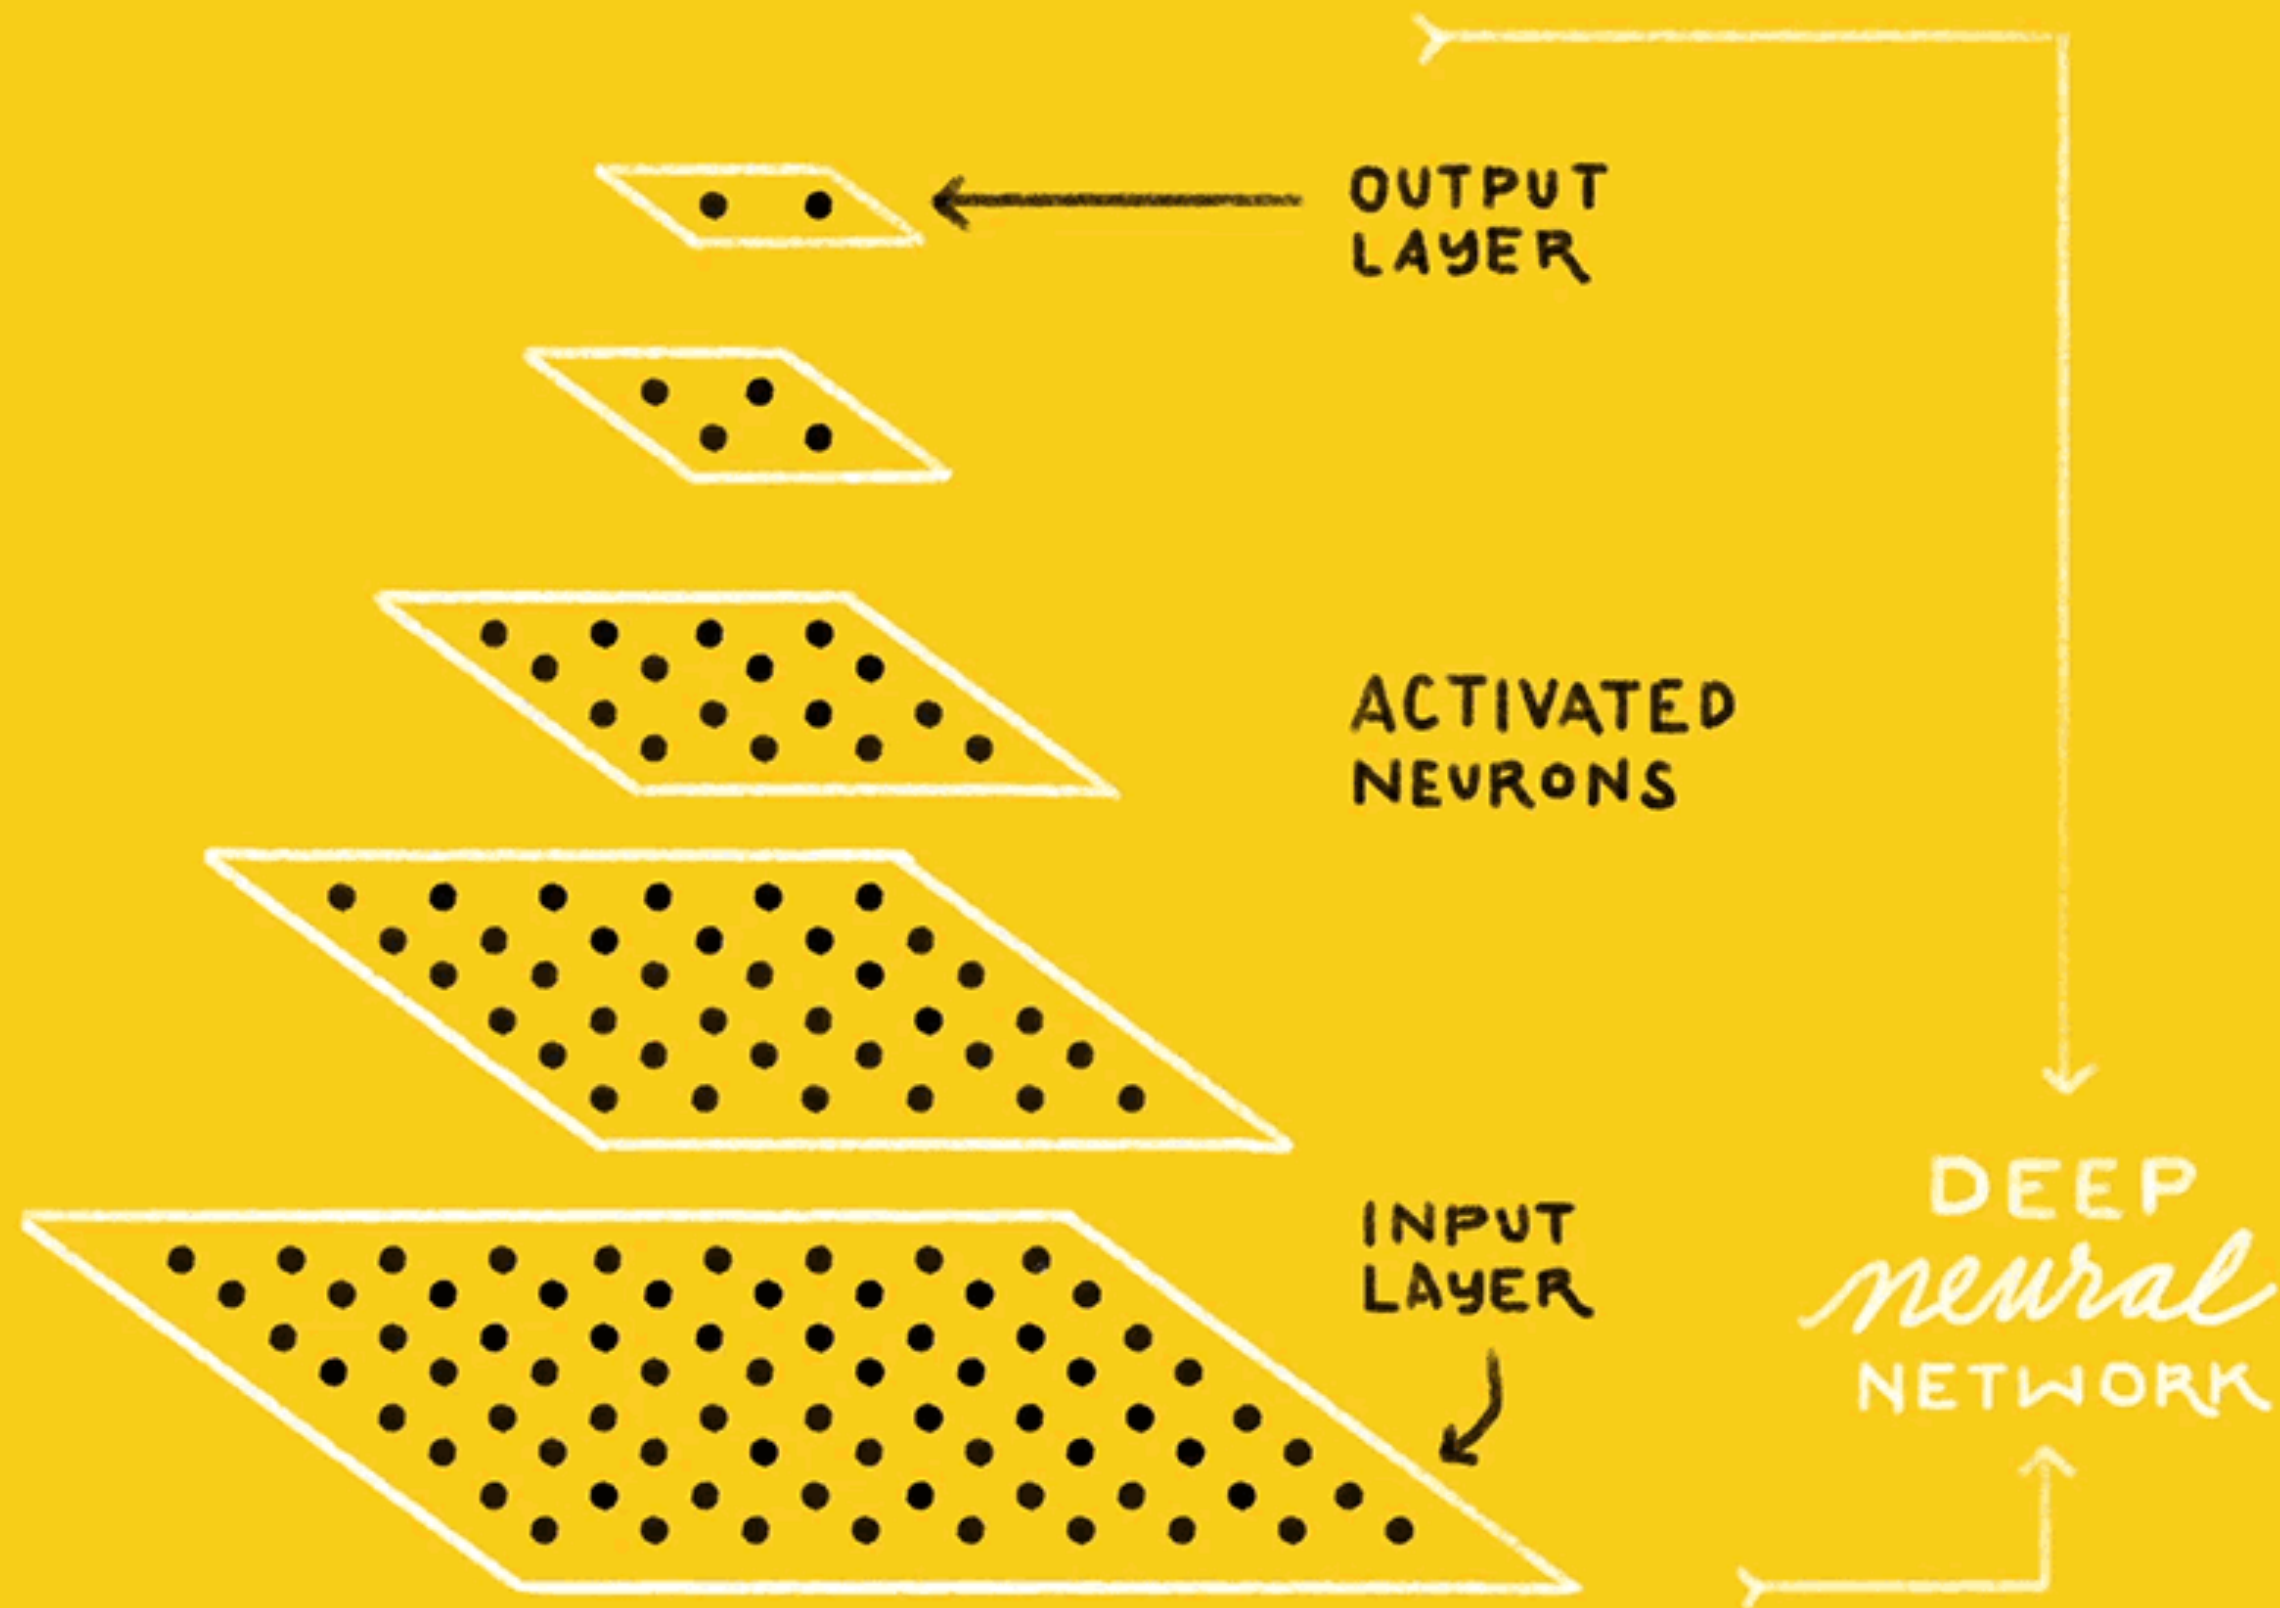 OUTPUT
LAYER
ACTIVATED
NEURONS
INPUT
LAYER
DEEP
neural
NETWORK